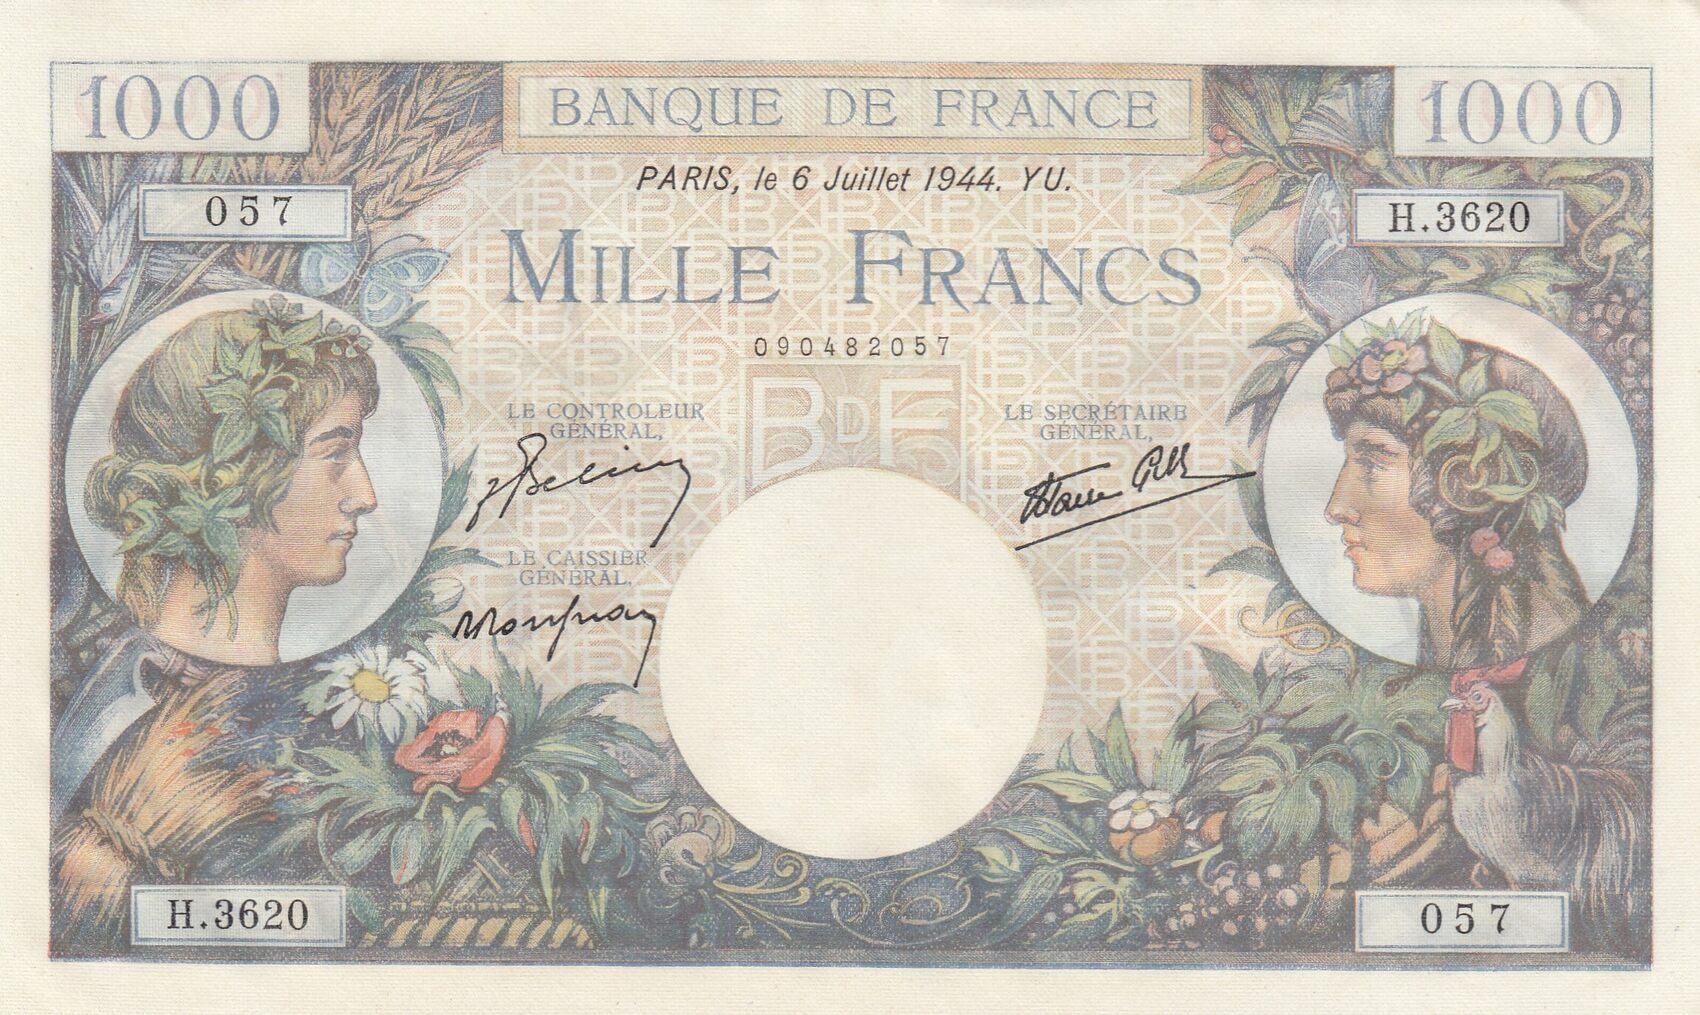 1000 BANQUE DE FRANCE 1000
PARIS, le 6 Juillet 1944. YU.
057 H.3620
MILLE FRANCS
090482057
BDF
LE CONTROLEUR
GÉNÉRAL,
LE SECRÉTAIRE
GÉNÉRAL,
LE CAISSIER
GÉNÉRAL,
H.3620 057